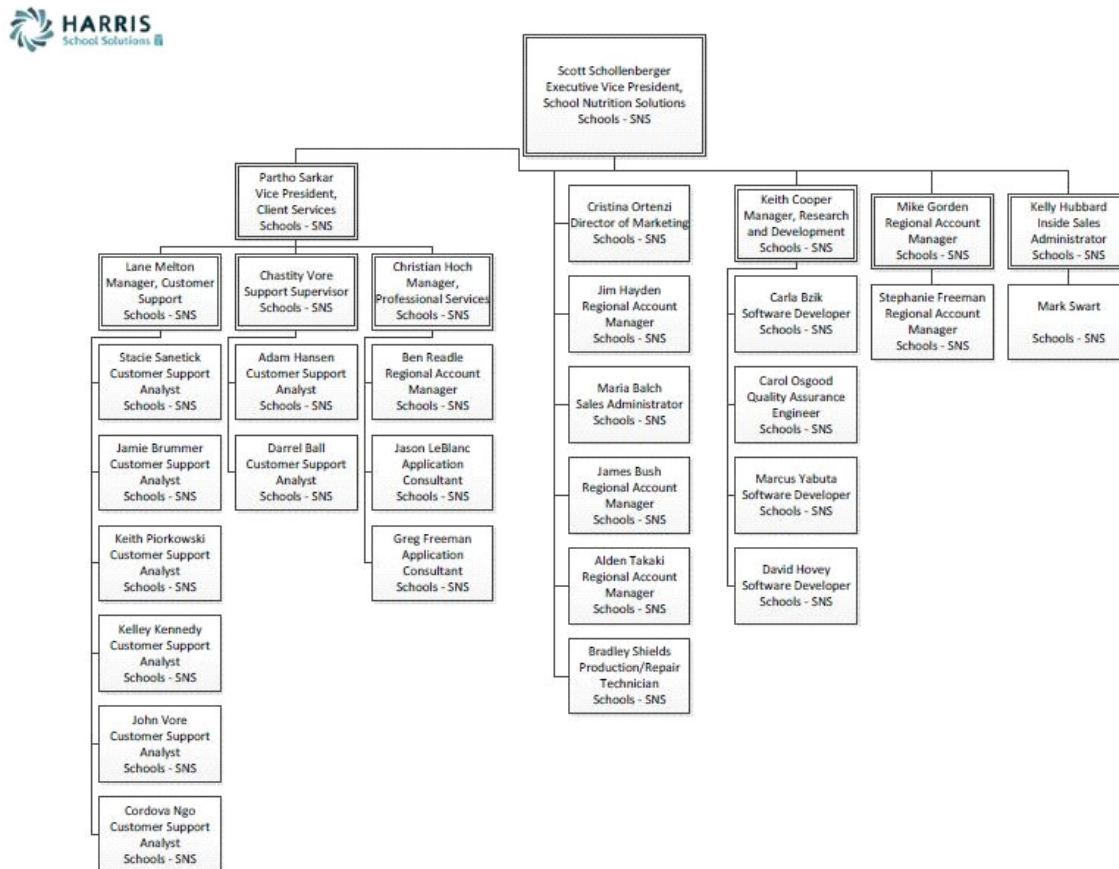 HARRIS
School Solutions
Scott Schollenberger
Executive Vice President,
School Nutrition Solutions
Schools - SNS
Partho Sarkar
Vice President,
Client Services
Schools - SNS
Lane Melton
Manager, Customer
Support
Schools - SNS
Stacie Sanetick
Customer Support
Analyst
Schools - SNS
Jamie Brummer
Customer Support
Analyst
Schools - SNS
Keith Piorkowski
Customer Support
Analyst
Schools - SNS
Kelley Kennedy
Customer Support
Analyst
Schools - SNS
John Vore
Customer Support
Analyst
Schools - SNS
Cordova Ngo
Customer Support
Analyst
Schools - SNS
Chastity Vore
Support Supervisor
Schools - SNS
Adam Hansen
Customer Support
Analyst
Schools - SNS
Darrel Ball
Customer Support
Analyst
Schools - SNS
Christian Hoch
Manager,
Professional Services
Schools - SNS
Ben Readle
Regional Account
Manager
Schools - SNS
Jason LeBlanc
Application
Consultant
Schools - SNS
Greg Freeman
Application
Consultant
Schools - SNS
Cristina Ortenzi
Director of Marketing
Schools - SNS
Jim Hayden
Regional Account
Manager
Schools - SNS
Maria Balch
Sales Administrator
Schools - SNS
James Bush
Regional Account
Manager
Schools - SNS
Alden Takaki
Regional Account
Manager
Schools - SNS
Bradley Shields
Production/Repair
Technician
Schools - SNS
Keith Cooper
Manager, Research
and Development
Schools - SNS
Carla Bzik
Software Developer
Schools - SNS
Carol Osgood
Quality Assurance
Engineer
Schools - SNS
Marcus Yabuta
Software Developer
Schools - SNS
David Hovey
Software Developer
Schools - SNS
Mike Gorden
Regional Account
Manager
Schools - SNS
Stephanie Freeman
Regional Account
Manager
Schools - SNS
Kelly Hubbard
Inside Sales
Administrator
Schools - SNS
Mark Swart
Schools - SNS